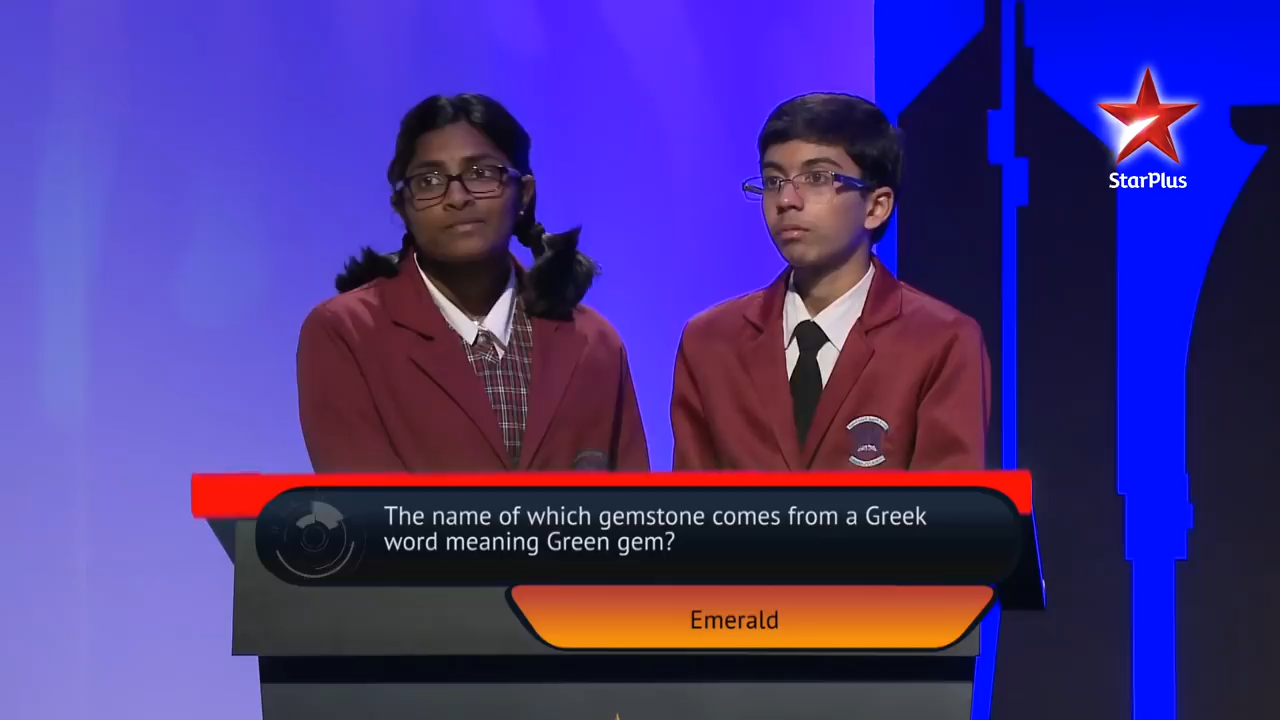 StarPlus
The name of which gemstone comes from a Greek
word meaning Green gem?
Emerald